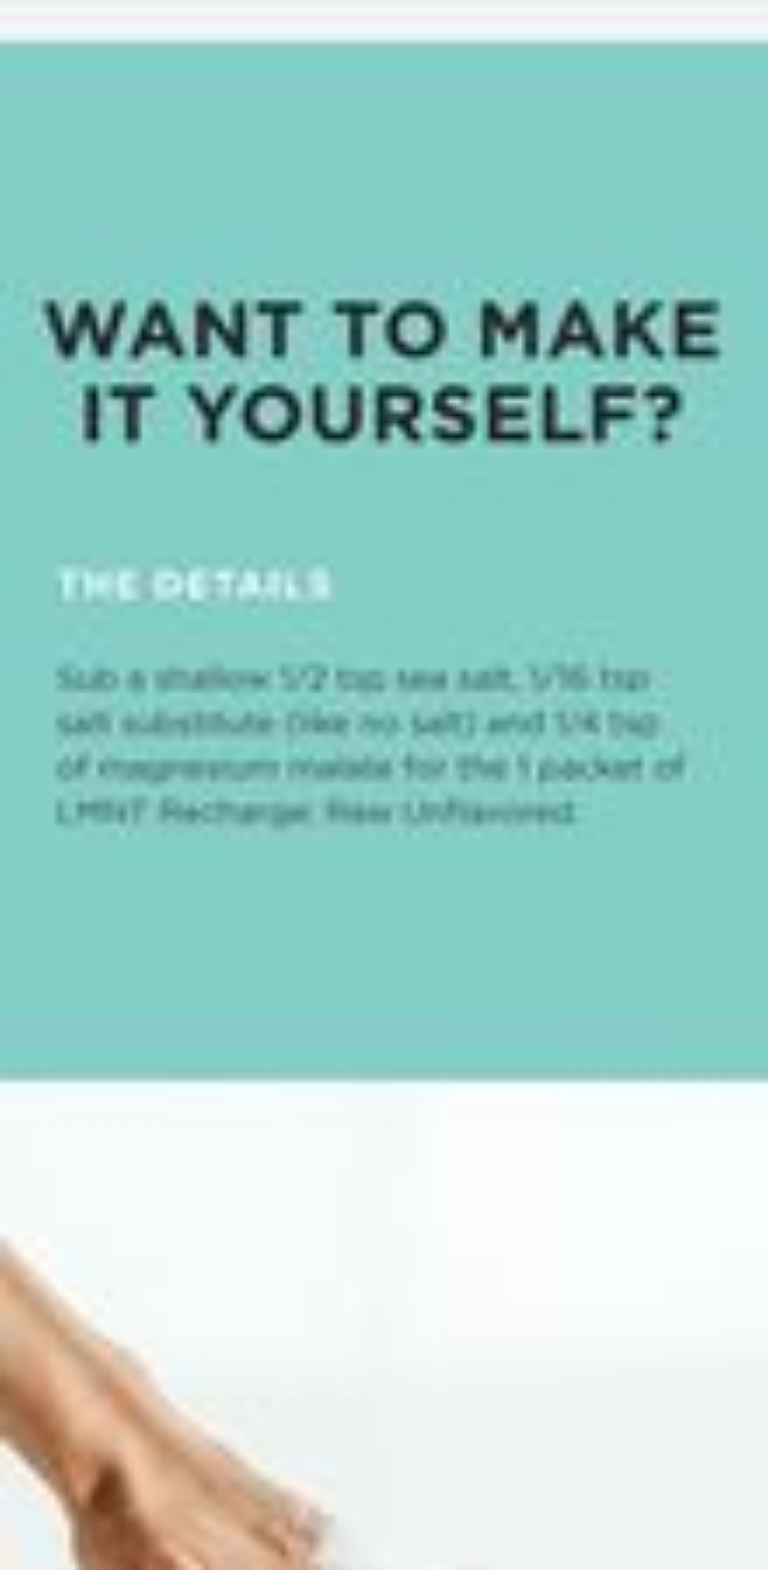 WANT TO MAKE
IT YOURSELF?
THE DETAILS
Sub a shallow 1/2 tsp sea salt, 1/16 tsp
salt substitute (like no salt) and 1/4 tsp
of magnesium malate for the 1 packet of
LMNT Recharge: Raw Unflavored.